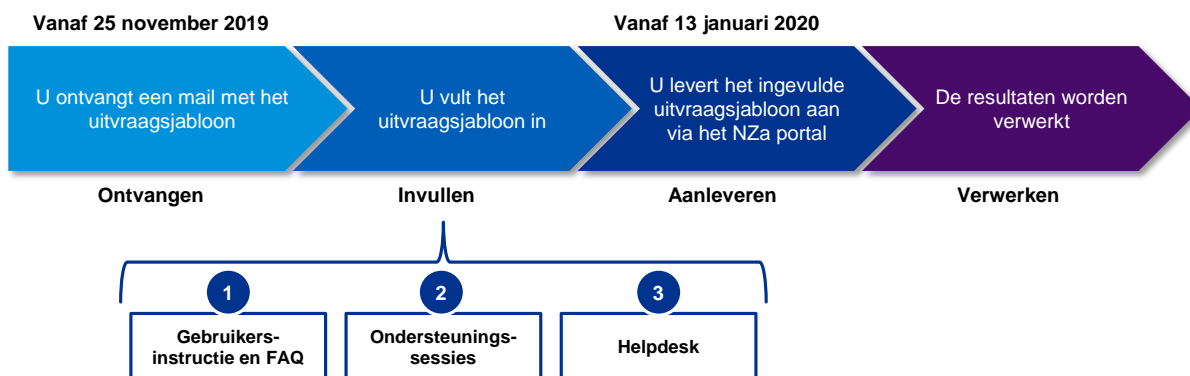 Vanaf 25 november 2019
Vanaf 13 januari 2020
U ontvangt een mail met het
uitvraagsjabloon
U vult het
uitvraagsjabloon in
U levert het ingevulde
uitvraagsjabloon aan
via het NZa portal
De resultaten worden
verwerkt
Ontvangen
Invullen
Aanleveren
Verwerken
1
Gebruikers-
instructie en FAQ
2
Ondersteunings-
sessies
3
Helpdesk